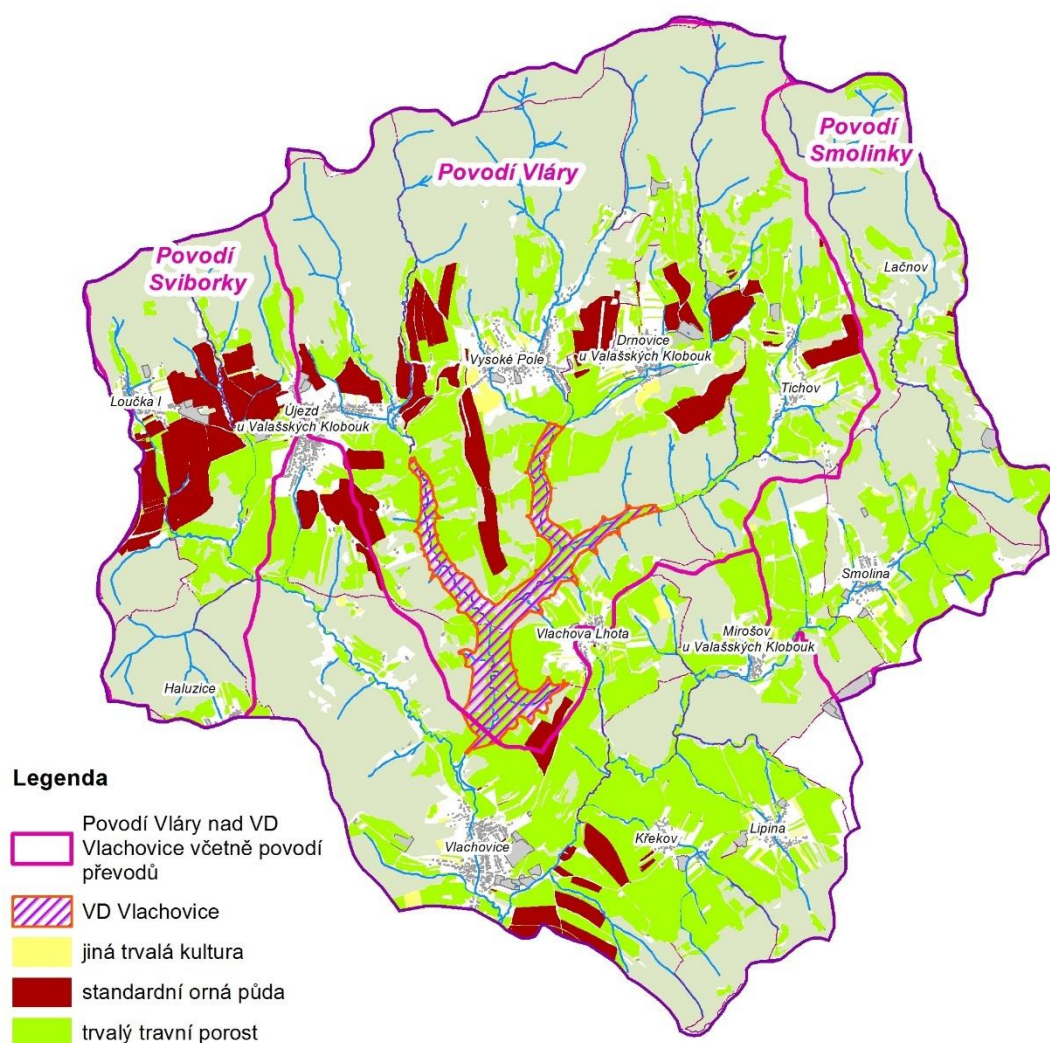 Povodí
Smolinky
Povodí Vláry
Povodí
Sviborky
Lačnov
Drnovice
u Valašských Klobouk
Vysoké Pole
Tichov
Loučka I
Újezd
u Valašských Klobouk
Smolina
Vlachova Lhota
Mirošov
u Valašských Klobouk
Haluzice
Křekov
Lipina
Vlachovice
Legenda
Povodí Vláry nad VD
Vlachovice včetně povodí
převodů
VD Vlachovice
jiná trvalá kultura
standardní orná půda
trvalý travní porost